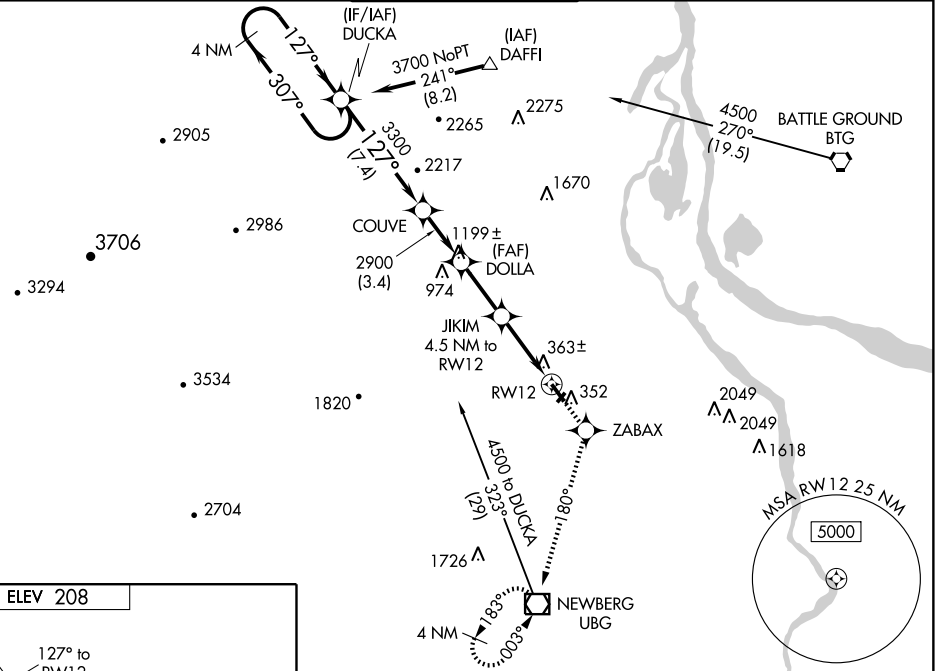 (IF/IAF)
DUCKA
4 NM
127°
307°
(IAF)
DAFFI
3700 NoPT
241°
(8.2)
2275
2265
4500
270°
(19.5)
BATTLE GROUND
BTG
2905
3300
127°
(7.4)
2217
1670
2986
COUVE
3706
1199±
(FAF)
DOLLA
2900
(3.4)
974
3294
JIKIM
4.5 NM to
RW12
363±
RW12
352
3534
1820
2049
2049
1618
ZABAX
4500 to DUCKA
323°
(29)
180°
MSA RW12 25 NM
5000
2704
1726
NEWBERG
UBG
183°
003°
4 NM
ELEV 208
127° to
RW12